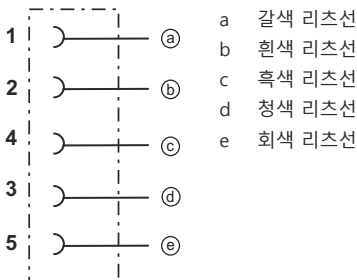 1 ⓐ
2 ⓑ
4 ⓒ
3 ⓓ
5 ⓔ
a 갈색 리츠선
b 흰색 리츠선
c 흑색 리츠선
d 청색 리츠선
e 회색 리츠선